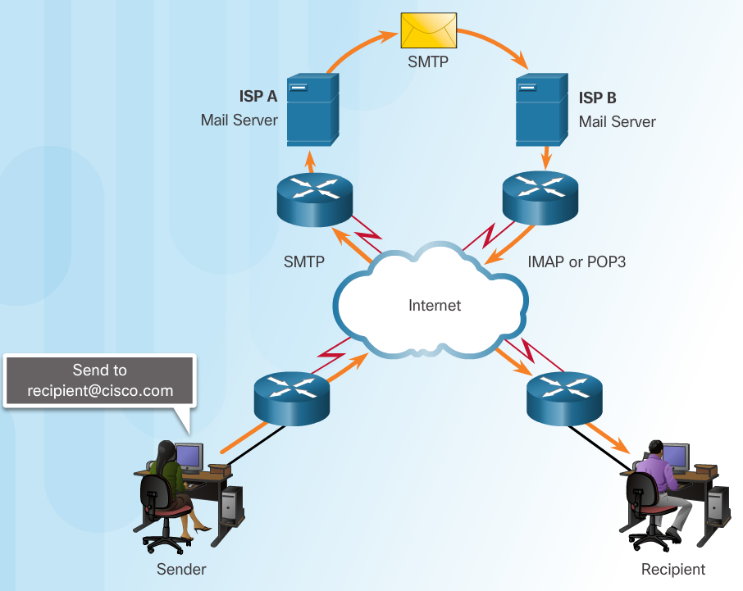 SMTP
ISP A
Mail Server
ISP B
Mail Server
SMTP
IMAP or POP3
Internet
Send to
recipient@cisco.com
Sender
Recipient